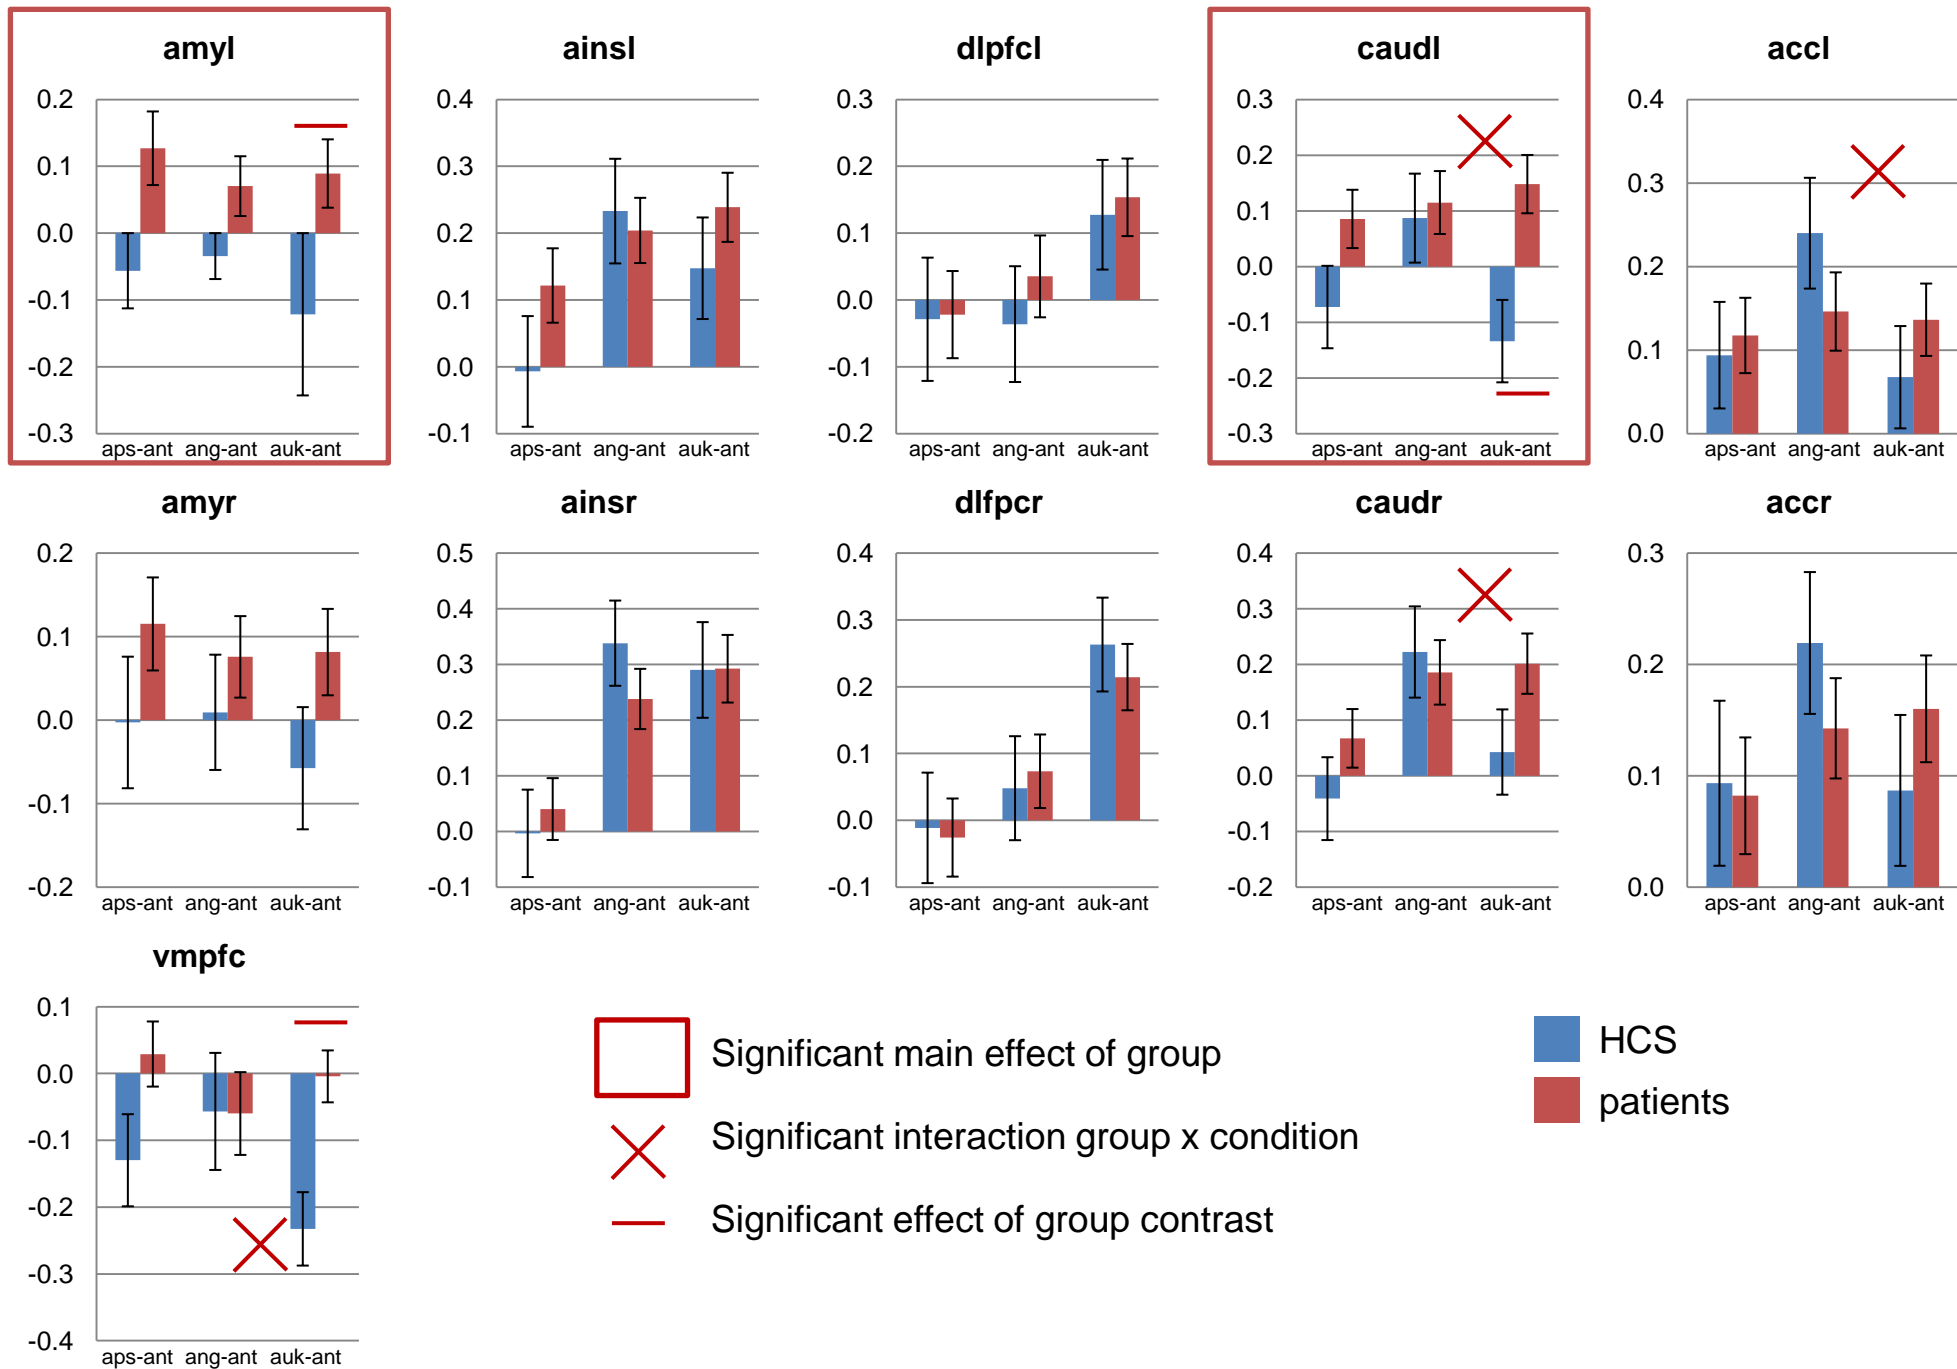 amyl
0.2
0.1
0.0
-0.1
-0.2
-0.3
aps-ant ang-ant auk-ant
ainsl
0.4
0.3
0.2
0.1
0.0
-0.1
aps-ant ang-ant auk-ant
dlpfcl
0.3
0.2
0.1
0.0
-0.1
-0.2
aps-ant ang-ant auk-ant
caudl
0.3
0.2
0.1
0.0
-0.1
-0.2
-0.3
aps-ant ang-ant auk-ant
accl
0.4
0.3
0.2
0.1
0.0
aps-ant ang-ant auk-ant
amyr
0.2
0.1
0.0
-0.1
-0.2
aps-ant ang-ant auk-ant
ainsr
0.5
0.4
0.3
0.2
0.1
0.0
-0.1
aps-ant ang-ant auk-ant
dlfpcr
0.4
0.3
0.2
0.1
0.0
-0.1
aps-ant ang-ant auk-ant
caudr
0.4
0.3
0.2
0.1
0.0
-0.1
-0.2
aps-ant ang-ant auk-ant
accr
0.3
0.2
0.1
0.0
aps-ant ang-ant auk-ant
vmpfc
0.1
0.0
-0.1
-0.2
-0.3
-0.4
aps-ant ang-ant auk-ant
Significant main effect of group
Significant interaction group x condition
Significant effect of group contrast
HCS
patients